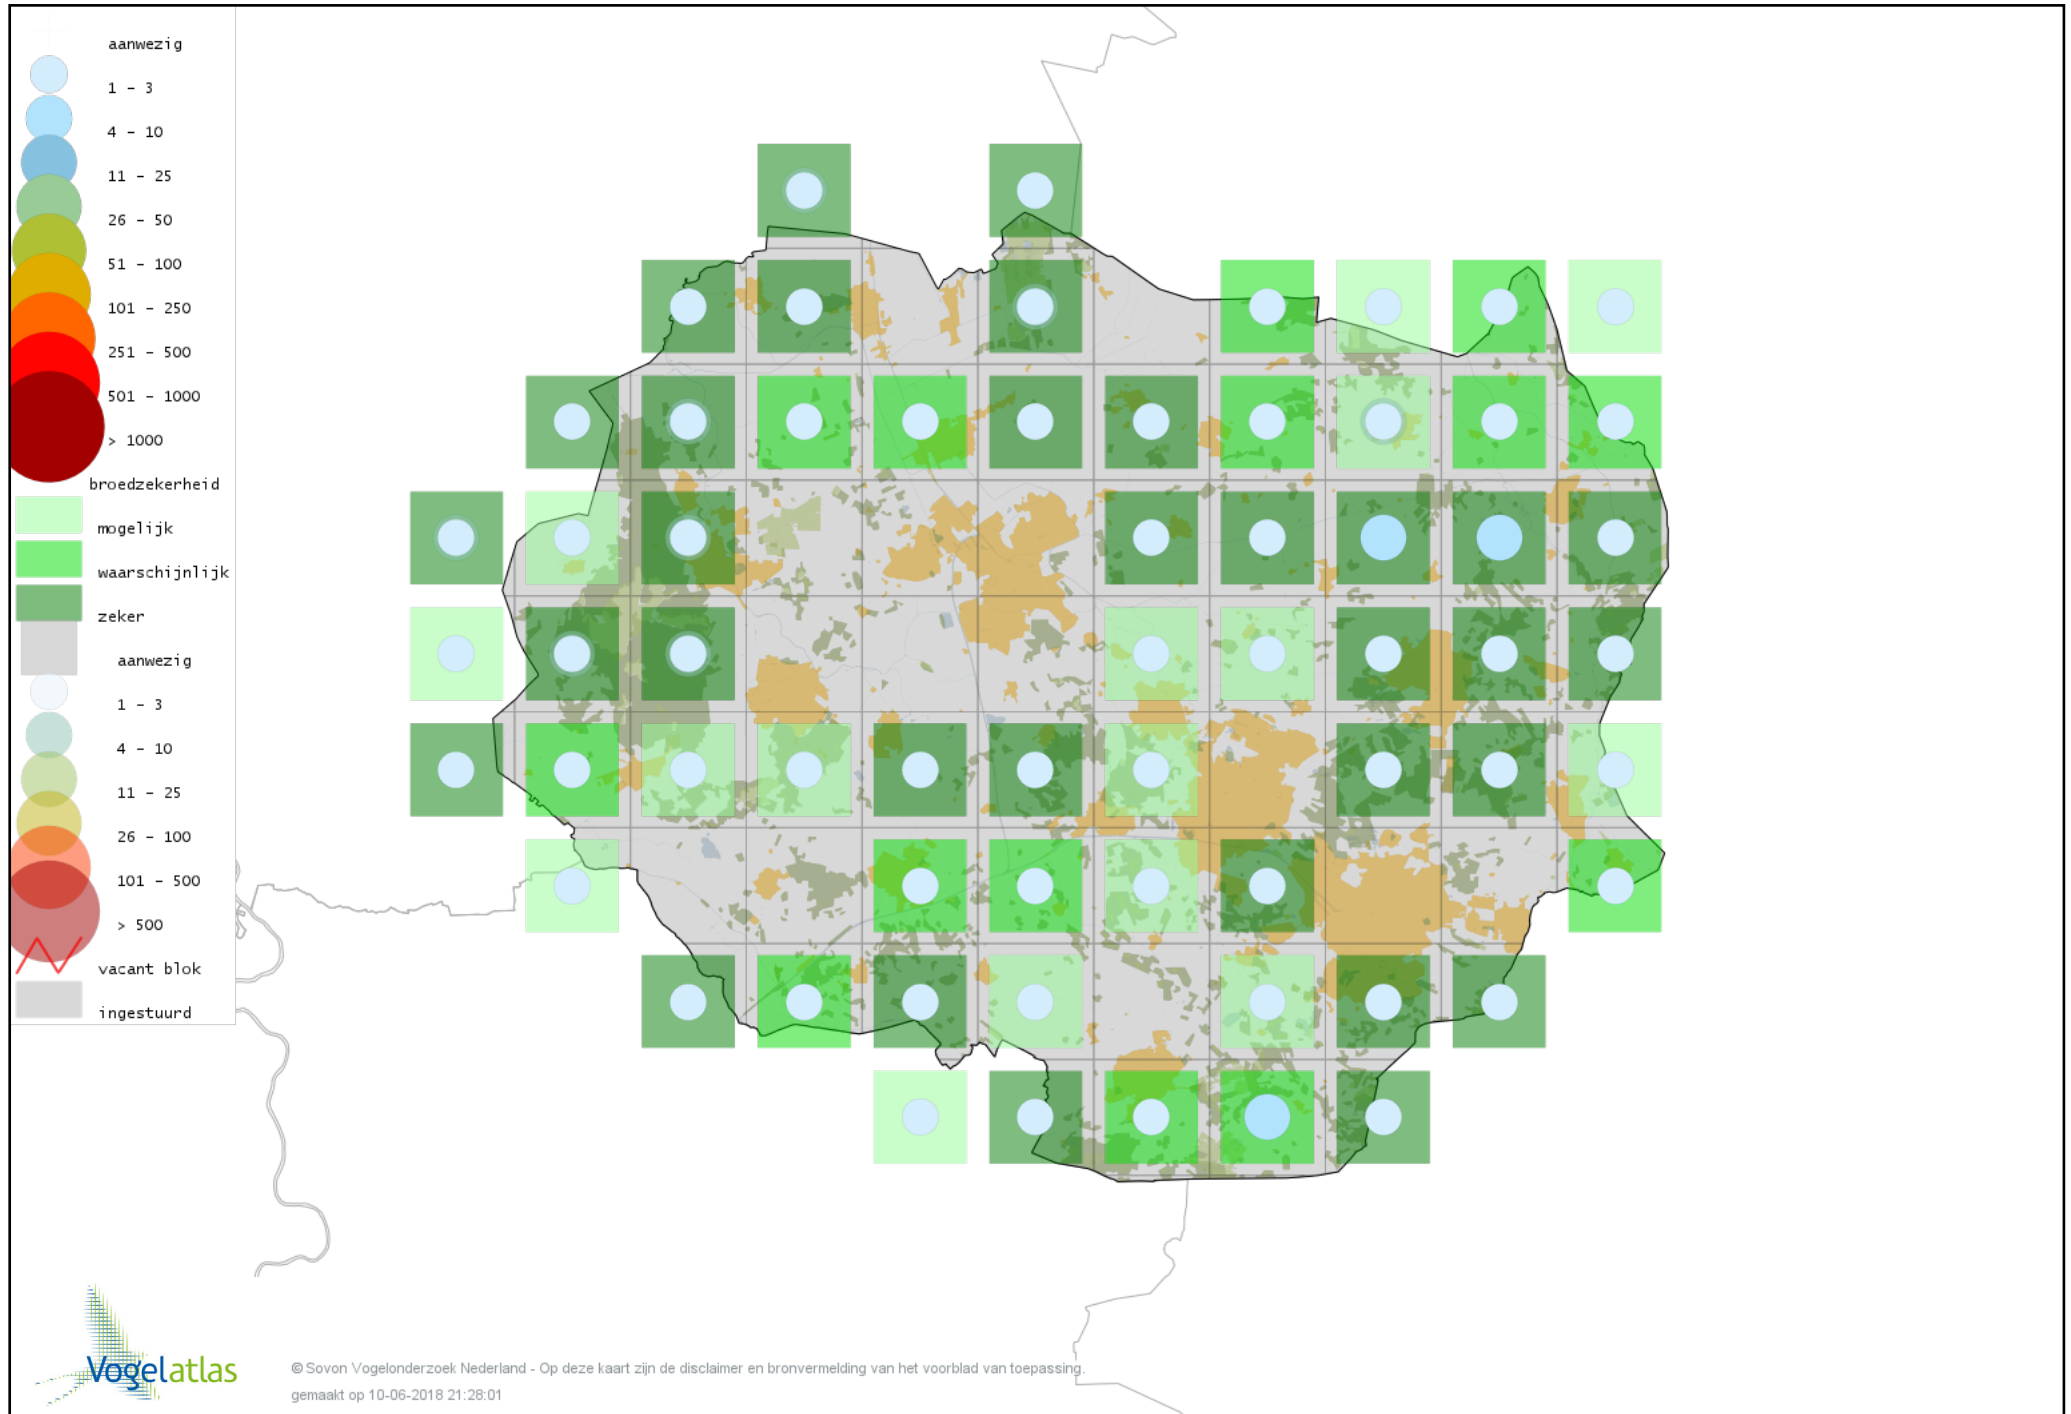 aanwezig
1 - 3
4 - 10
11 - 25
26 - 50
51 - 100
101 - 250
251 - 500
501 - 1000
> 1000
broedzekerheid
mogelijk
waarschijnlijk
zeker
aanwezig
1 - 3
4 - 10
11 - 25
26 - 100
101 - 500
> 500
vacant blok
ingestuurd
Vogelatlas
© Sovon Vogelonderzoek Nederland - Op deze kaart zijn de disclaimer en bronvermelding van het voorblad van toepassing.
gemaakt op 10-06-2018 21:28:01